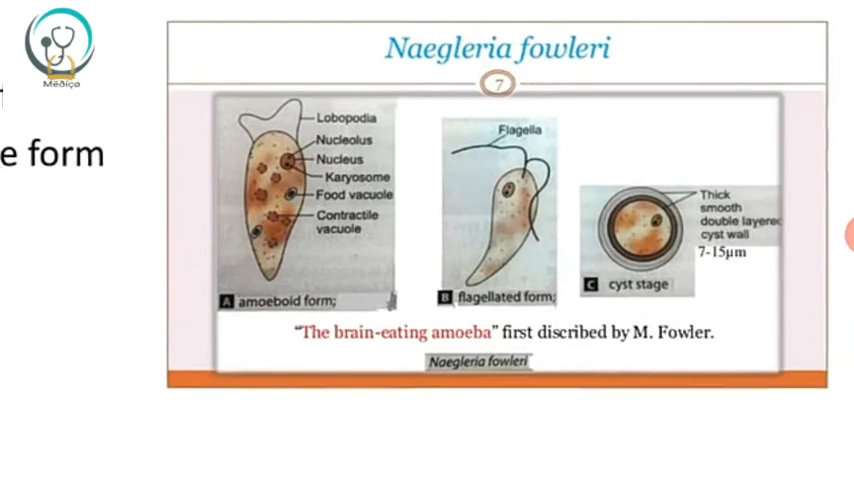 Mëðïçø
e form
Naegleria fowleri
7
Lobopodia
Nucleolus
Nucleus
Karyosome
Food vacuole
Contractile
vacuole
A amoeboid form;
Flagella
B flagellated form;
Thick
smooth
double layered
cyst wall
7-15µm
C cyst stage
“The brain-eating amoeba” first discribed by M. Fowler.
Naegleria fowleri